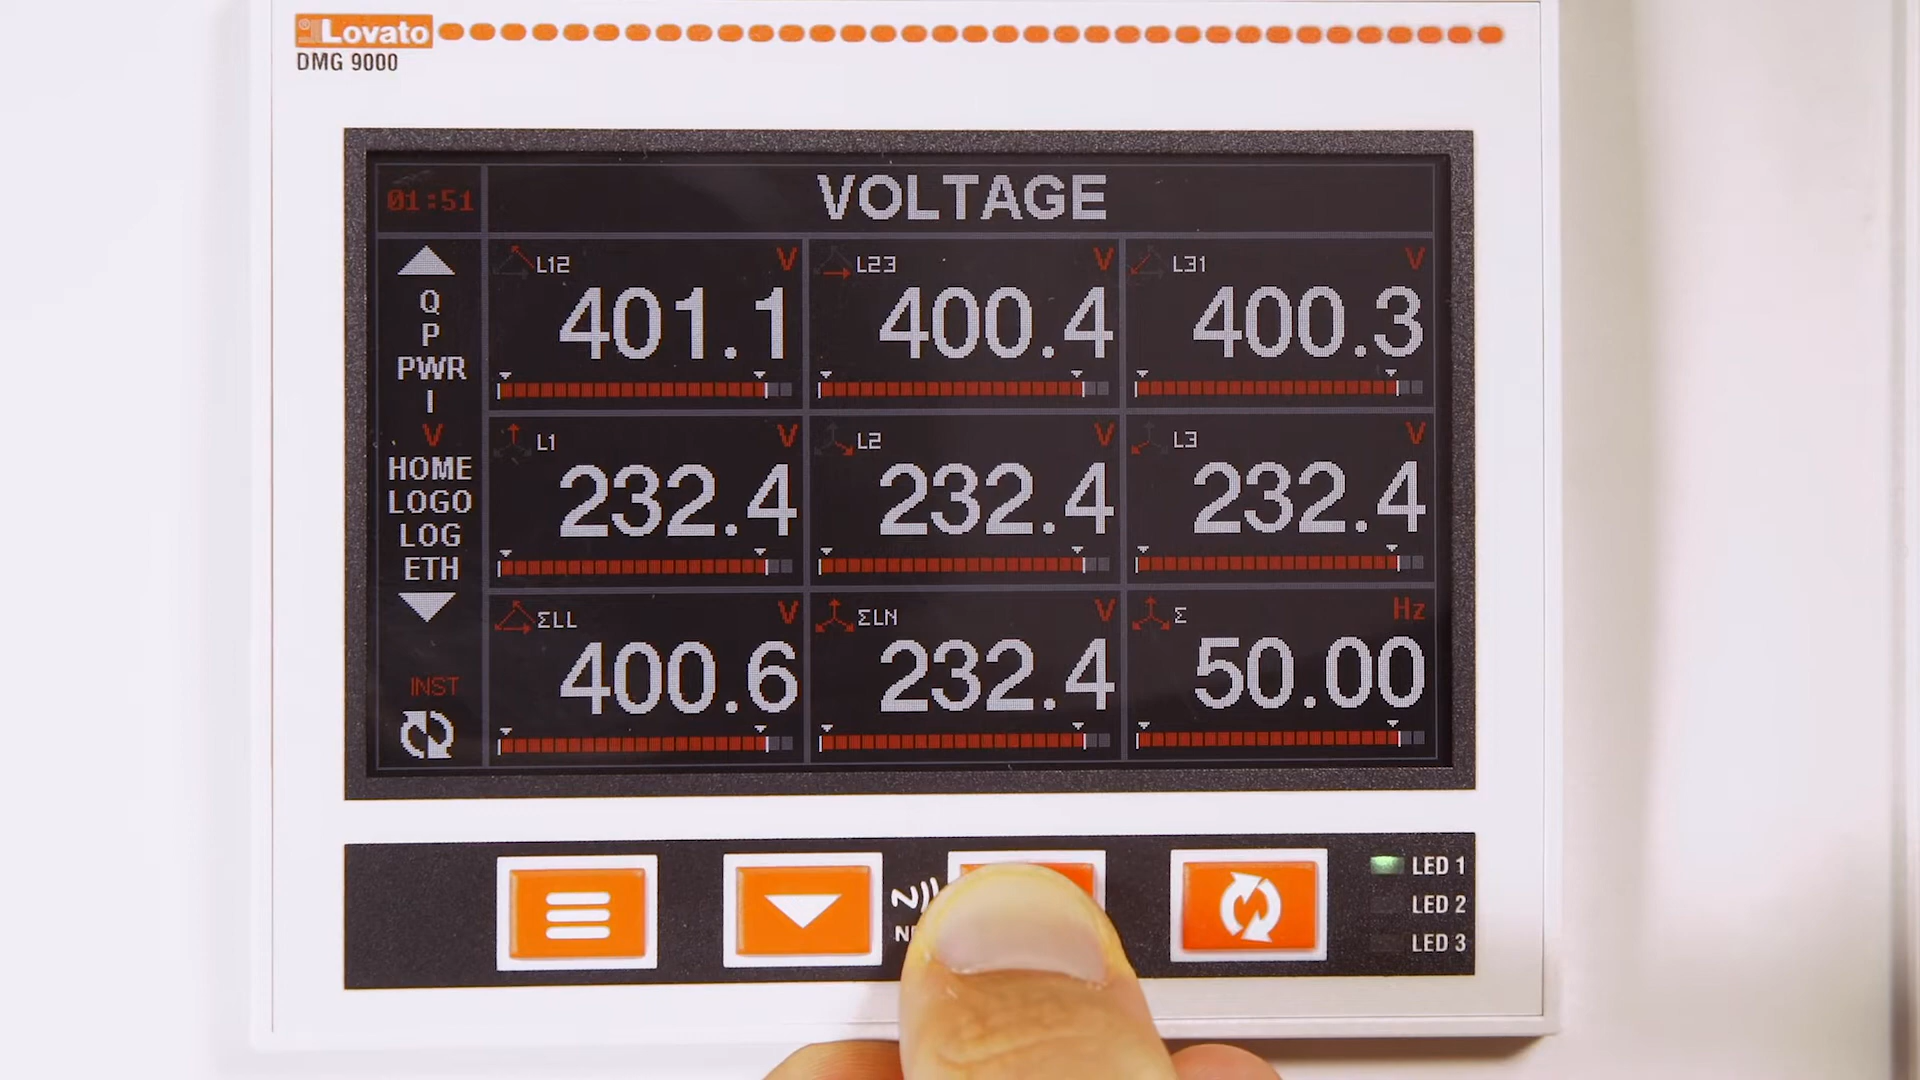 Lovato
DMG 9000
01:51
VOLTAGE
Q
P
PWR
I
V
HOME
LOGO
LOG
ETH
INST
L12 V
401.1
L23 V
400.4
L31 V
400.3
L1 V
232.4
L2 V
232.4
L3 V
232.4
ΣLL V
400.6
ΣLN V
232.4
Σ Hz
50.00
LED 1
LED 2
LED 3